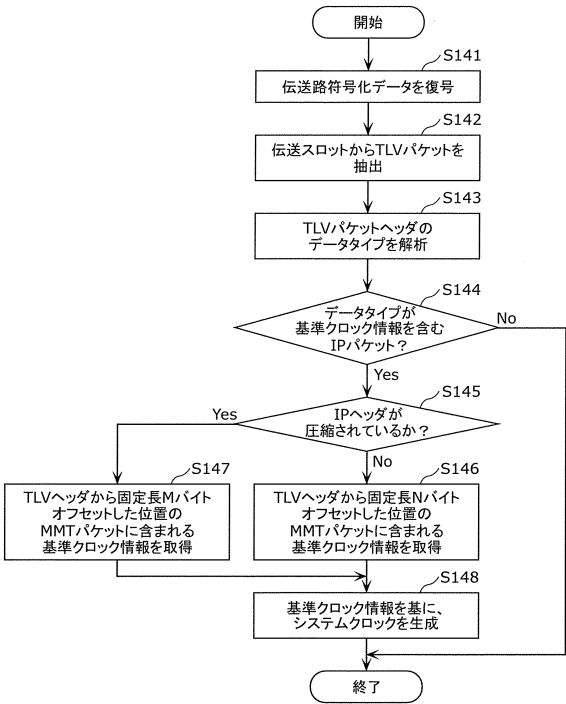 開始
S141
伝送路符号化データを復号
S142
伝送スロットからTLVパケットを
抽出
S143
TLVパケットヘッダの
データタイプを解析
S144
データタイプが
基準クロック情報を含む
IPパケット？
No
Yes
S145
IPヘッダが
圧縮されているか？
Yes
No
S147
TLVヘッダから固定長Mバイト
オフセットした位置の
MMTパケットに含まれる
基準クロック情報を取得
S146
TLVヘッダから固定長Nバイト
オフセットした位置の
MMTパケットに含まれる
基準クロック情報を取得
S148
基準クロック情報を基に、
システムクロックを生成
終了